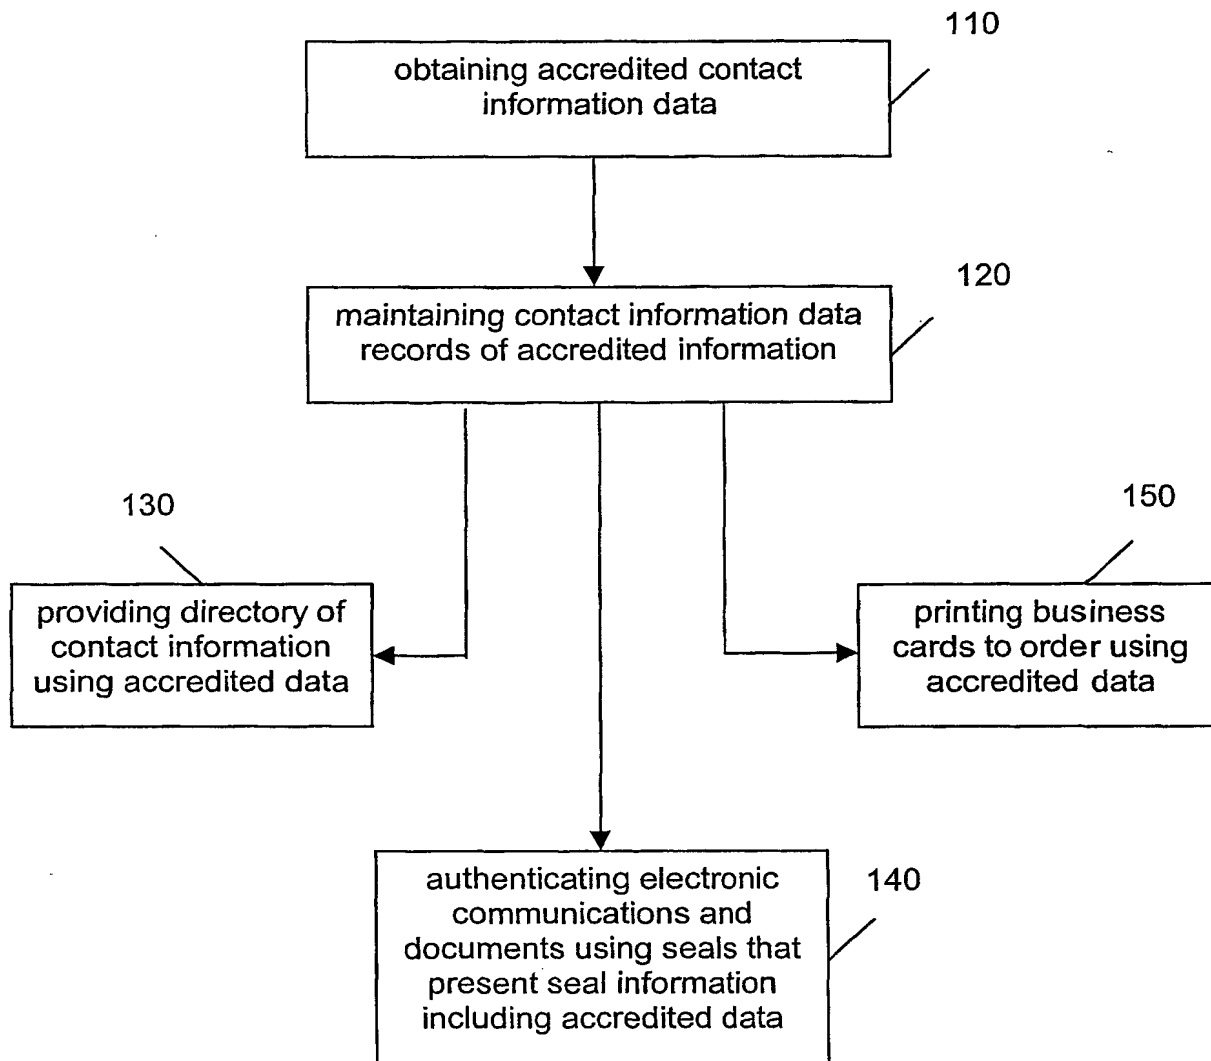 110
obtaining accredited contact
information data
120
maintaining contact information data
records of accredited information
130
providing directory of
contact information
using accredited data
150
printing business
cards to order using
accredited data
140
authenticating electronic
communications and
documents using seals that
present seal information
including accredited data